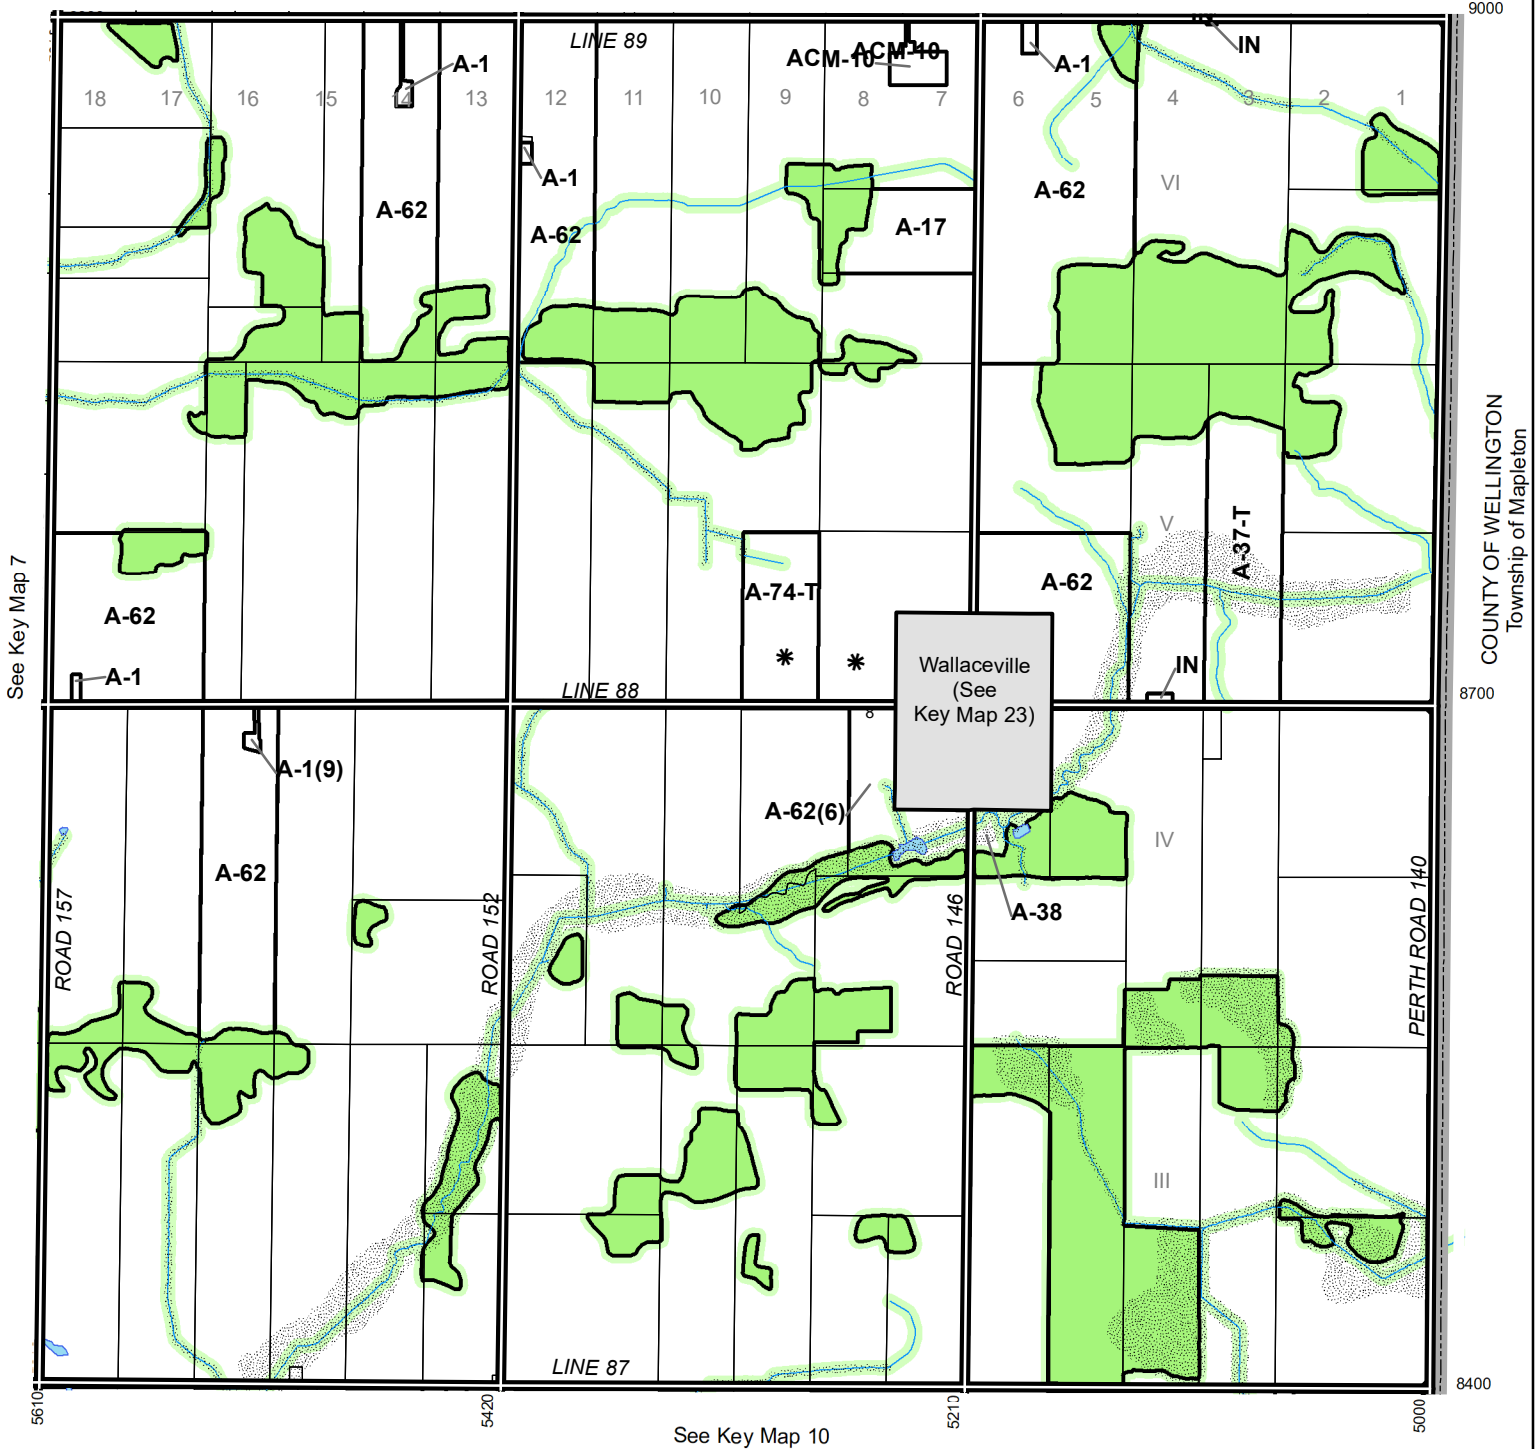 9000
LINE 89
ACM-10
ACM-10
IN
A-1
A-1
18 17 16 15 14 13 12 11 10 9 8 7 6 5 4 3 2 1
A-1
A-62
A-62
A-17
A-62
VI
See Key Map 7
COUNTY OF WELLINGTON
Township of Mapleton
V
A-37-T
A-62
A-74-T
A-62
* *
A-1
IN
Wallaceville
(See
Key Map 23)
LINE 88
8700
8
A-1(9)
A-62(6)
IV
A-62
A-38
ROAD 157
ROAD 152
ROAD 146
PERTH ROAD 140
III
LINE 87
8400
5610
5420
5210
5000
See Key Map 10